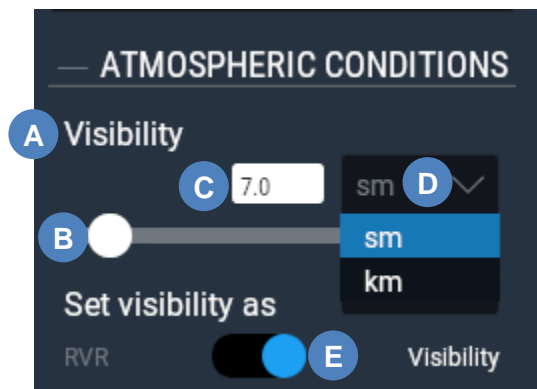 ATMOSPHERIC CONDITIONS
A Visibility
C 7.0 sm D
B sm
km
Set visibility as
RVR E Visibility